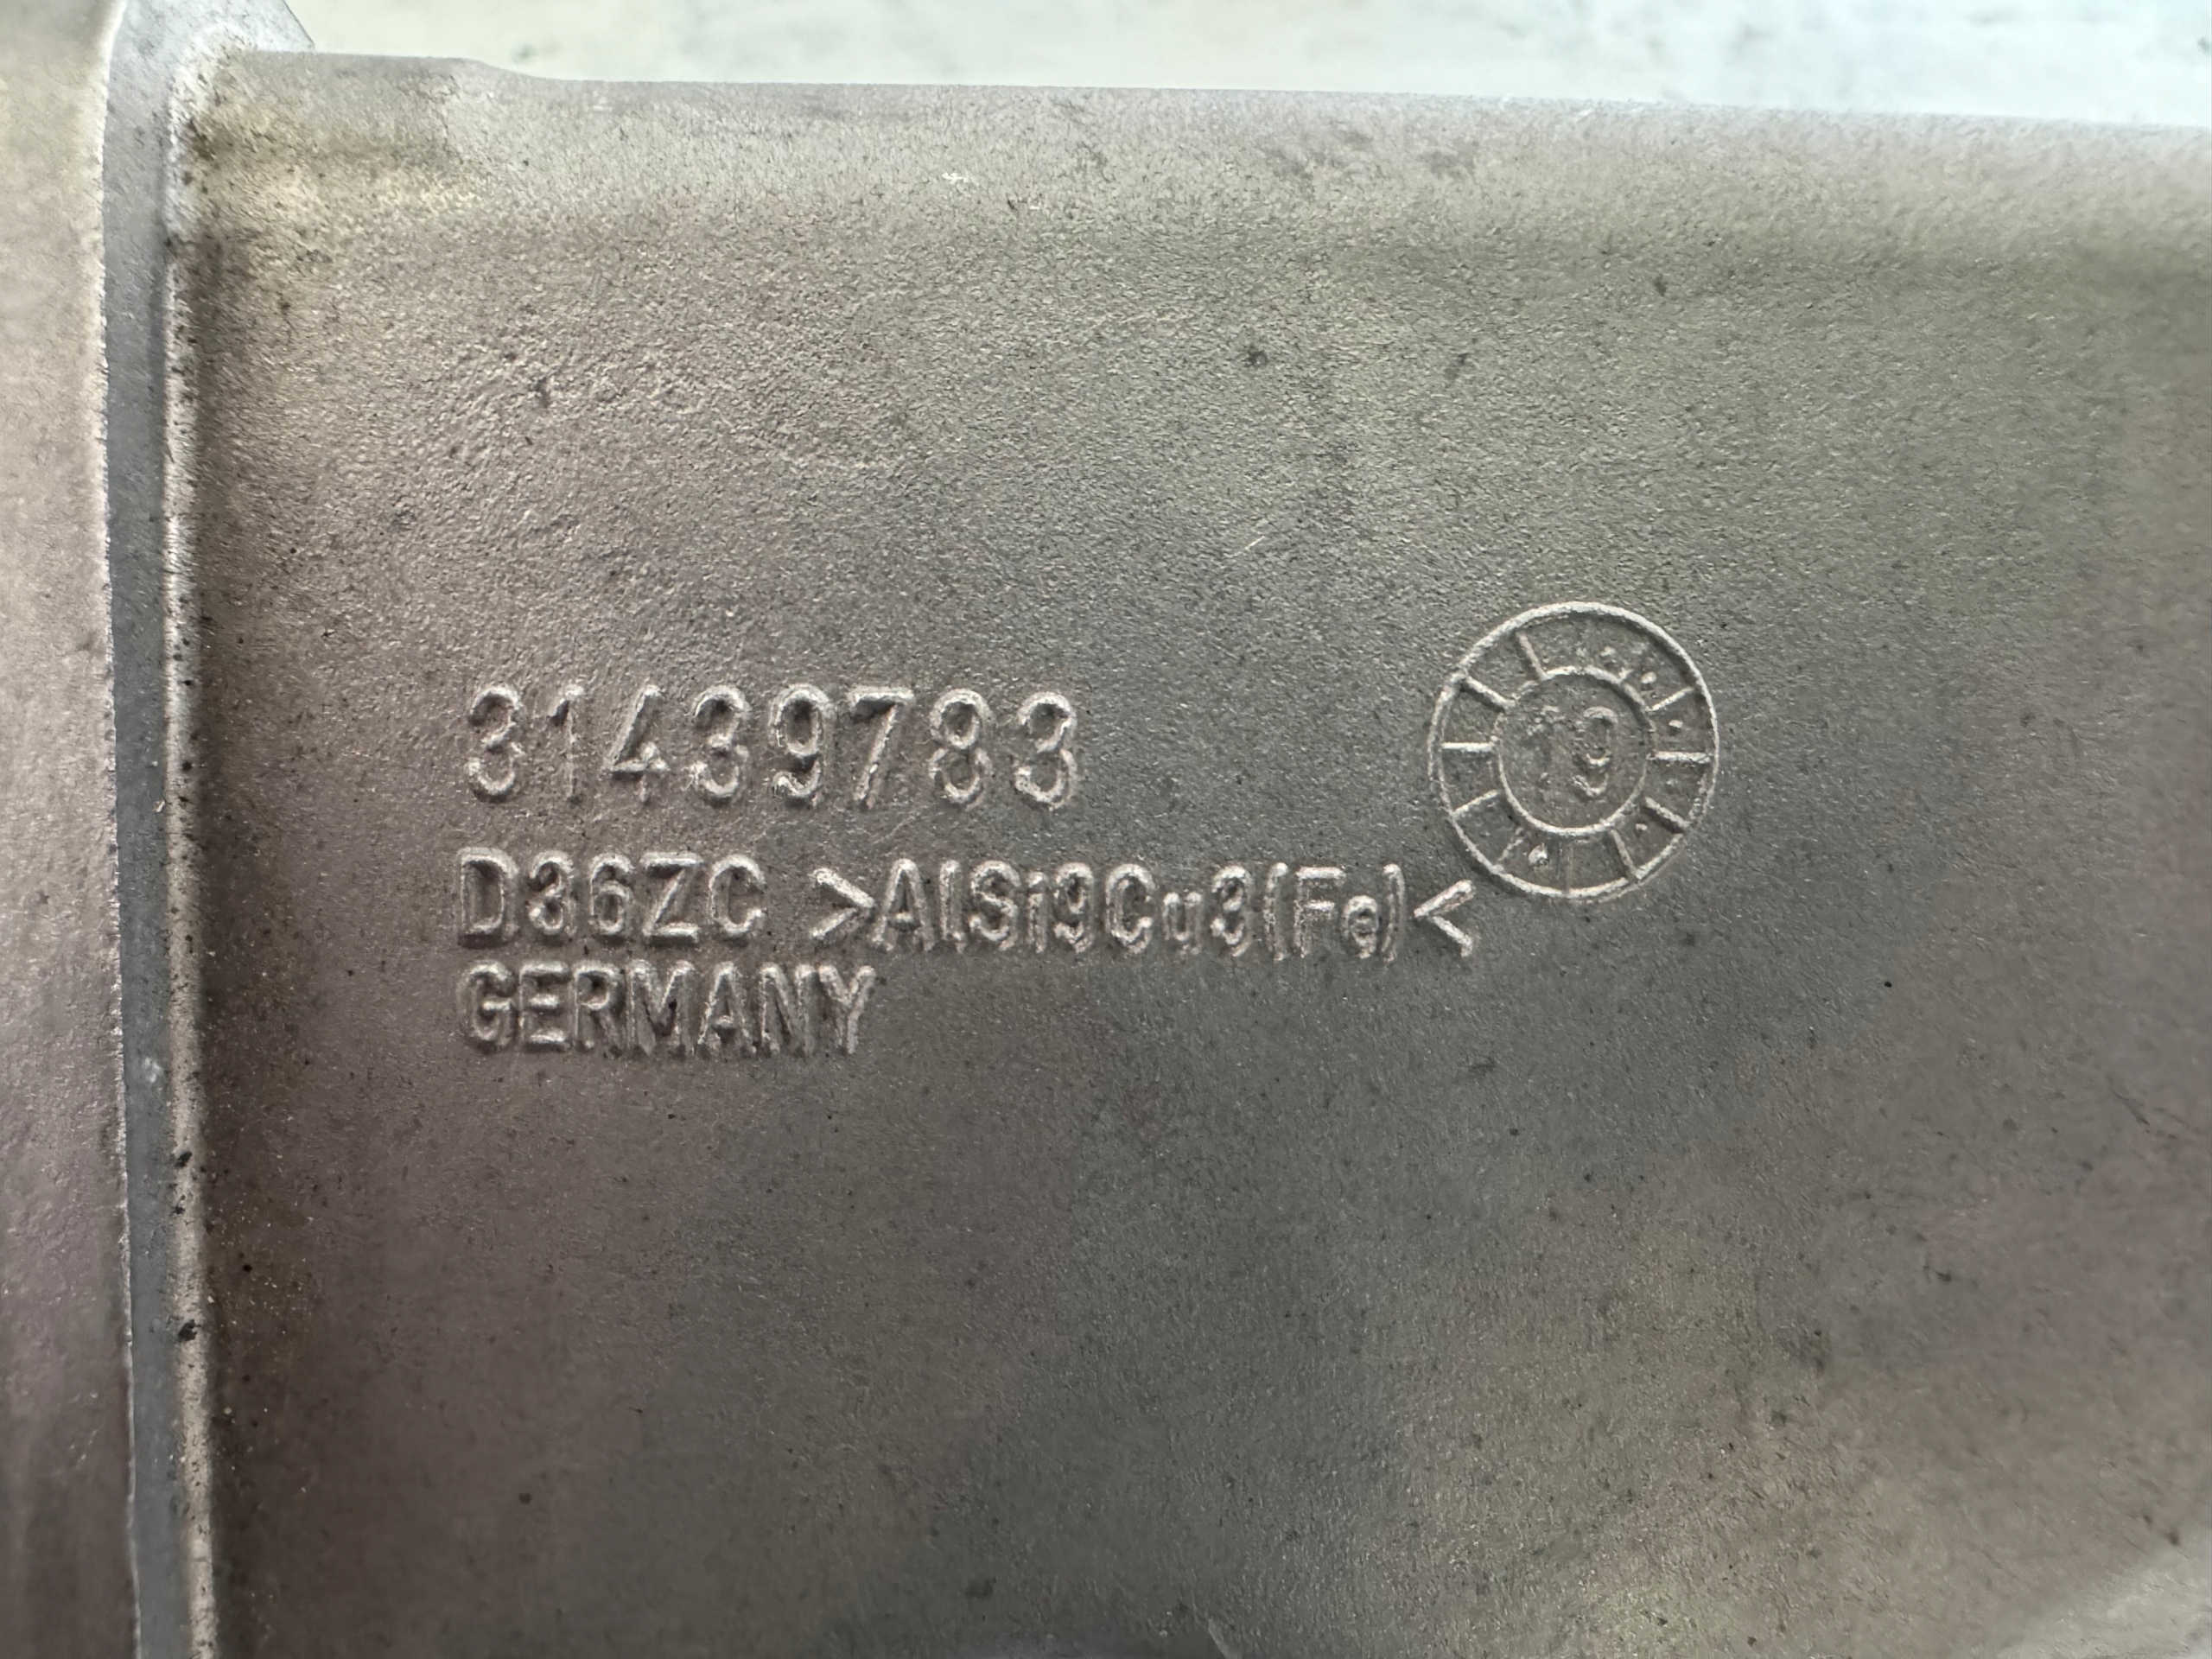 31439783
19
D36ZC >AlSi9Cu3(Fe)<
GERMANY